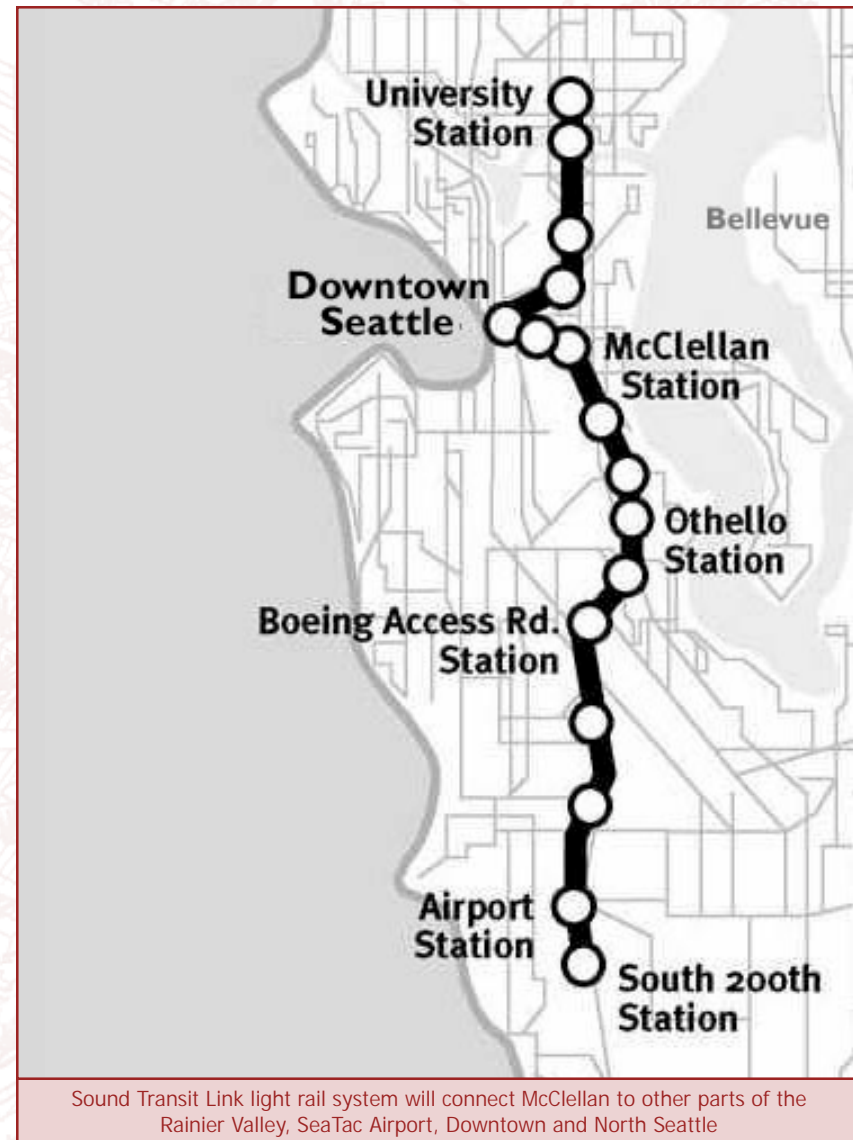 University
Station
Bellevue
Downtown
Seattle
McClellan
Station
Othello
Station
Boeing Access Rd.
Station
Airport
Station
South 200th
Station
Sound Transit Link light rail system will connect McClellan to other parts of the
Rainier Valley, SeaTac Airport, Downtown and North Seattle